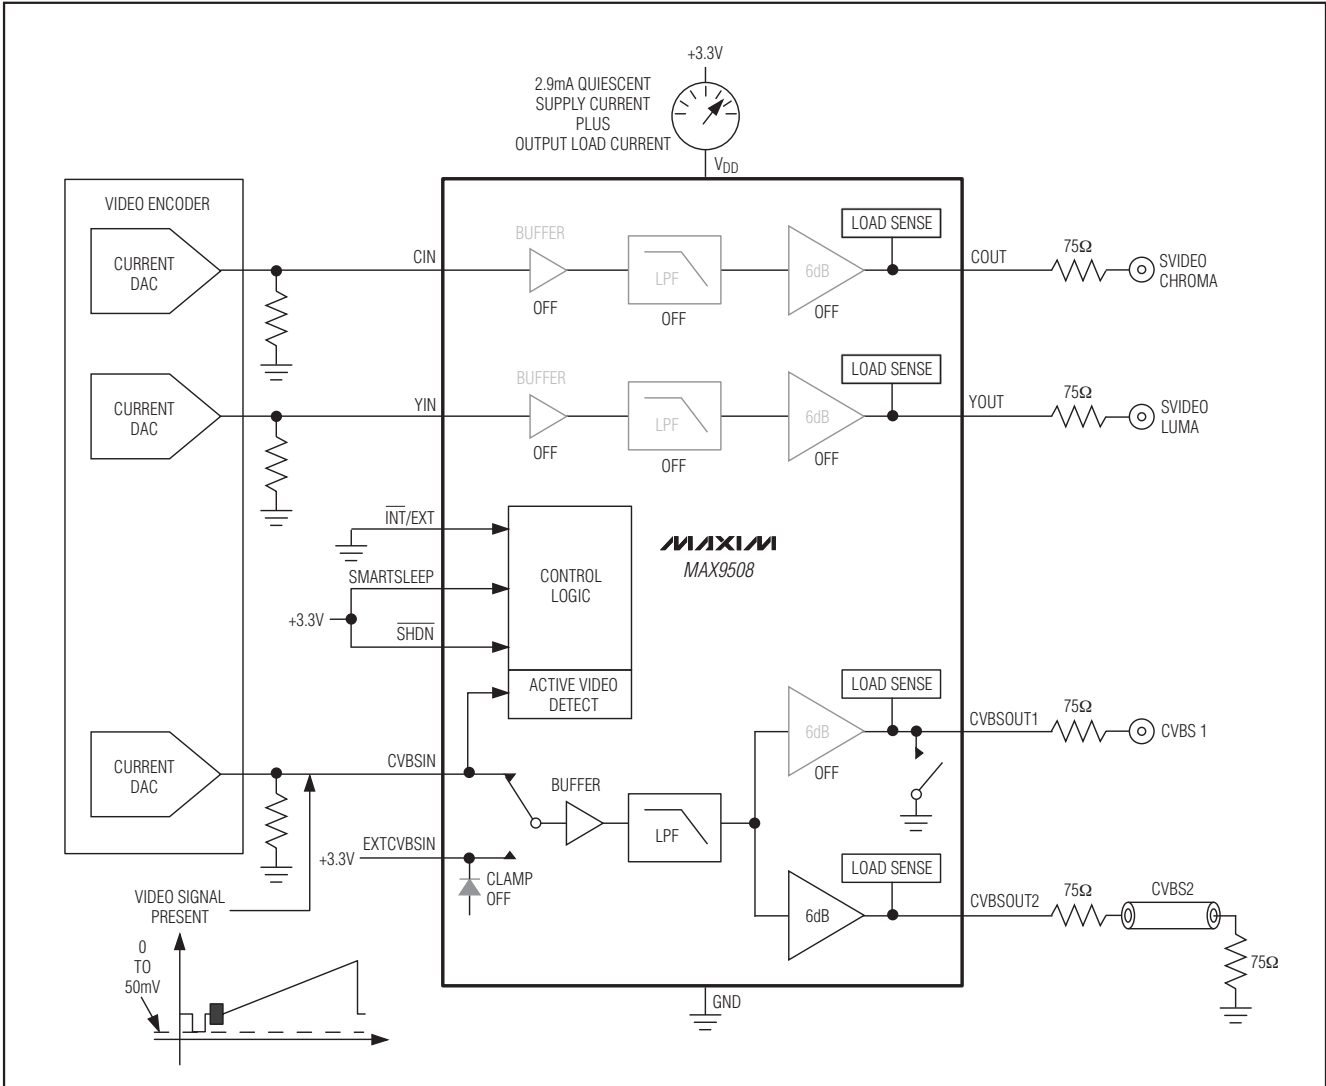 +3.3V
2.9mA QUIESCENT
SUPPLY CURRENT
PLUS
OUTPUT LOAD CURRENT
VDD
VIDEO ENCODER
CURRENT
DAC
CIN
BUFFER
OFF
LPF
OFF
6dB
OFF
LOAD SENSE
COUT
75Ω
SVIDEO
CHROMA
CURRENT
DAC
YIN
BUFFER
OFF
LPF
OFF
6dB
OFF
LOAD SENSE
YOUT
75Ω
SVIDEO
LUMA
INT/EXT
SMARTSLEEP
+3.3V
SHDN
CONTROL
LOGIC
ACTIVE VIDEO
DETECT
MAXIM
MAX9508
CURRENT
DAC
CVBSIN
BUFFER
LPF
6dB
OFF
LOAD SENSE
CVBSOUT1
75Ω
CVBS 1
+3.3V
EXTCVBSIN
CLAMP
OFF
6dB
LOAD SENSE
CVBSOUT2
75Ω
CVBS2
75Ω
VIDEO SIGNAL
PRESENT
0
TO
50mV
GND